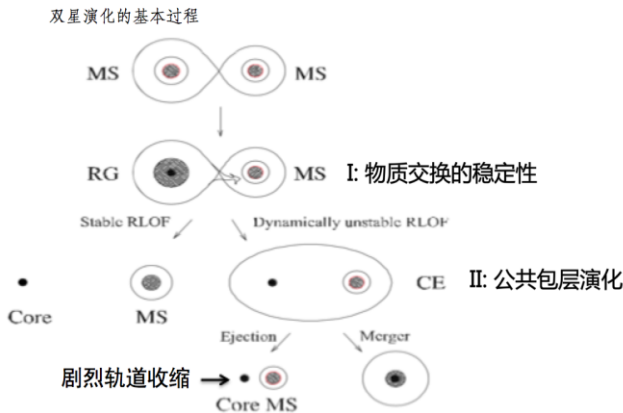 双星演化的基本过程
MS MS
RG MS I: 物质交换的稳定性
Stable RLOF Dynamically unstable RLOF
CE II: 公共包层演化
Core MS
Ejection Merger
剧烈轨道收缩
Core MS